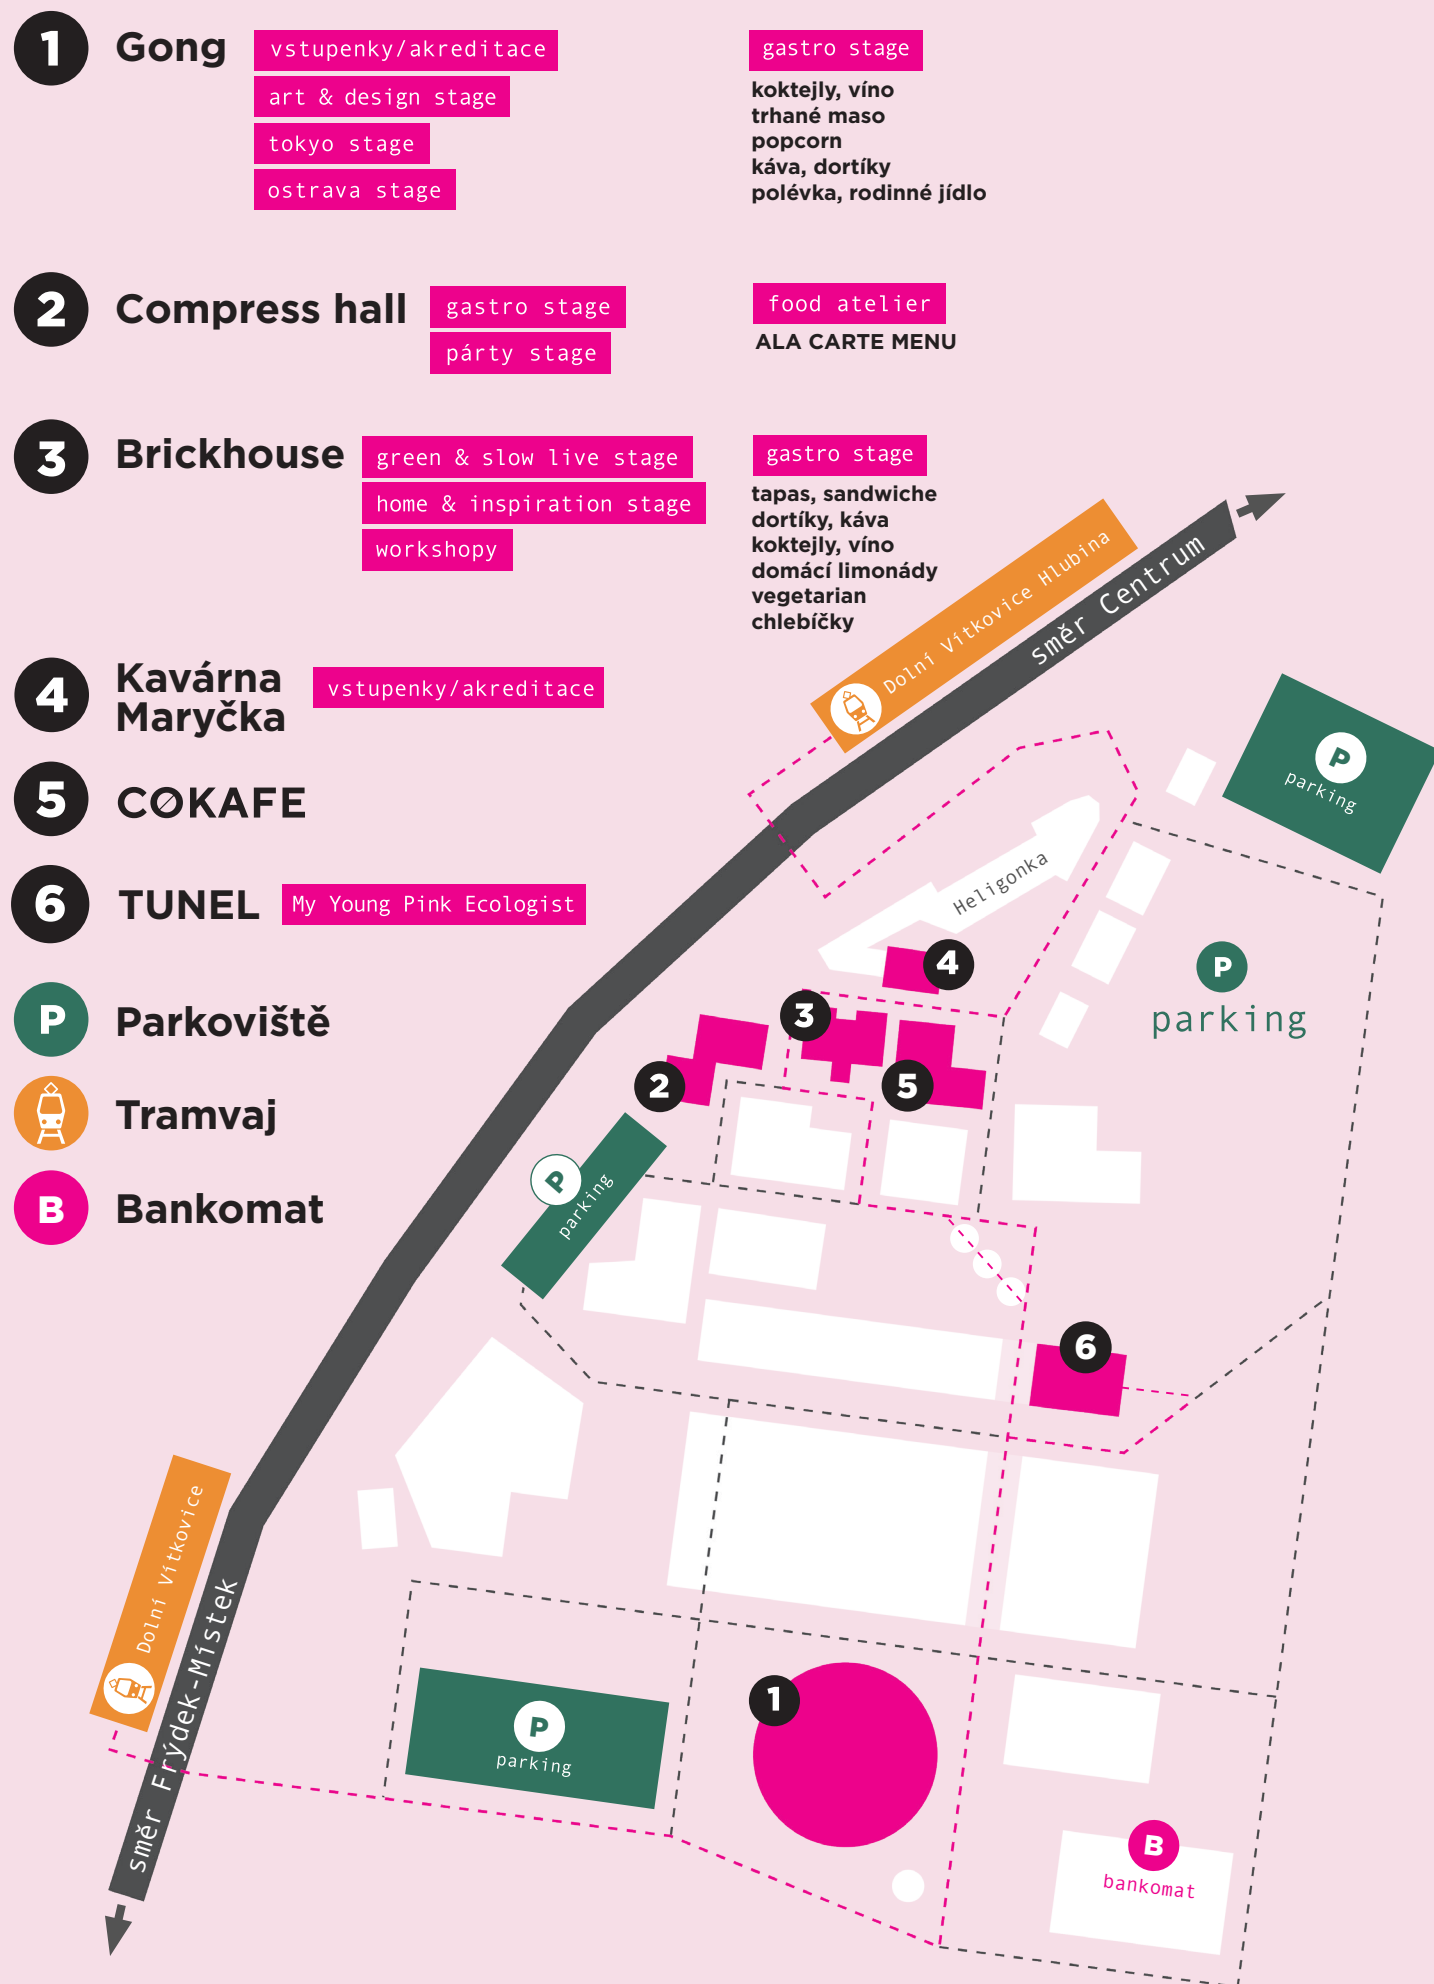 1 Gong
vstupenky/akreditace
art & design stage
tokyo stage
ostrava stage
gastro stage
koktejly, víno
trhané maso
popcorn
káva, dortíky
polévka, rodinné jídlo
2 Compress hall
gastro stage
párty stage
food atelier
ALA CARTE MENU
3 Brickhouse
green & slow live stage
home & inspiration stage
workshopy
gastro stage
tapas, sandwiche
dortíky, káva
koktejly, víno
domácí limonády
vegetarian
chlebíčky
4 Kavárna
Maryčka
vstupenky/akreditace
5 CØKAFE
6 TUNEL
My Young Pink Ecologist
P Parkoviště
Tramvaj
B Bankomat
Dolní Vítkovice Hlubina
směr Centrum
P
parking
Heligonka
4
P
parking
3
2
5
P
parking
6
Dolní Vítkovice
směr Frýdek-Místek
1
P
parking
B
bankomat